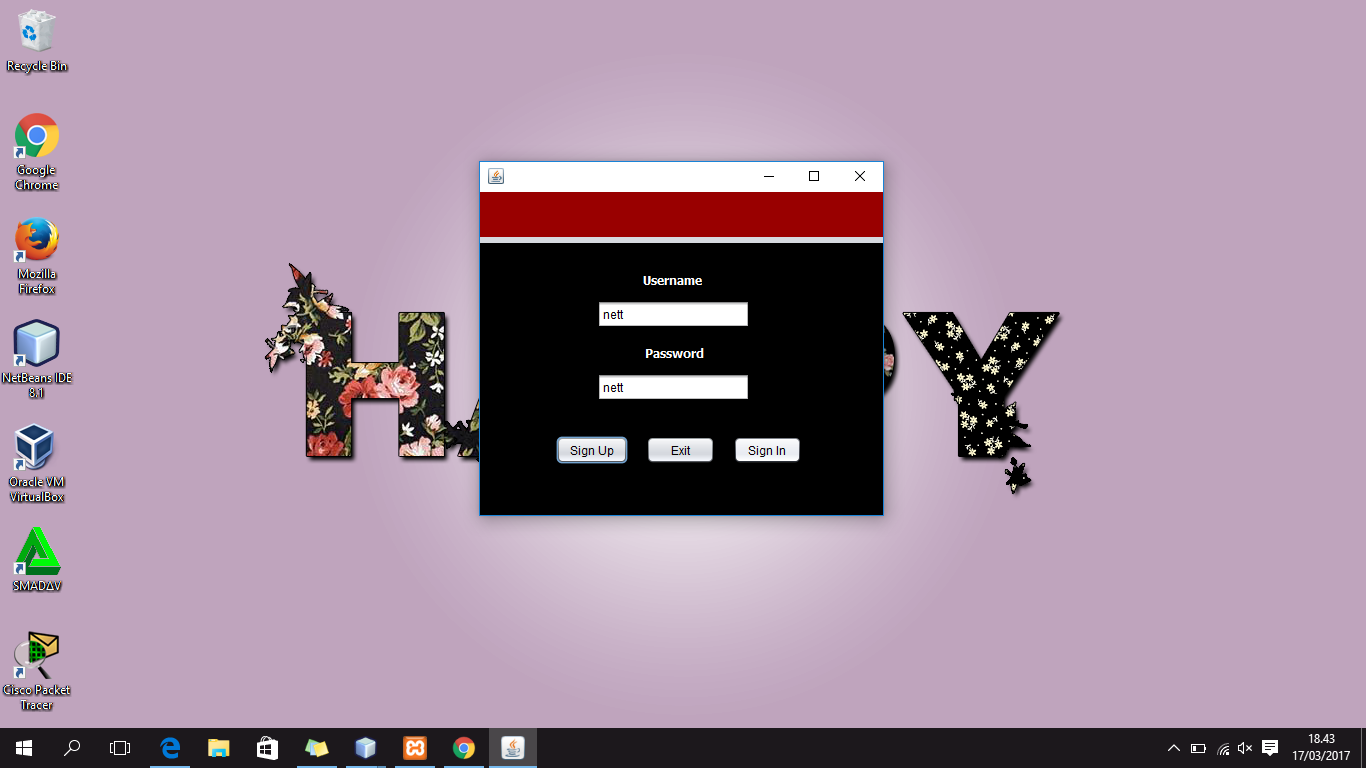 Recycle Bin
Google
Chrome
Mozilla
Firefox
NetBeans IDE
8.1
Oracle VM
VirtualBox
SMADΔV
Cisco Packet
Tracer
H
Y
Username
nett
Password
nett
Sign Up
Exit
Sign In
18.43
17/03/2017